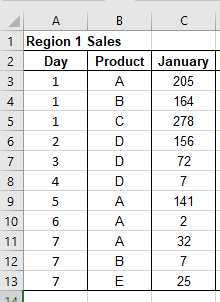 A B C
1 Region 1 Sales
2 Day Product January
3 1 A 205
4 1 B 164
5 1 C 278
6 2 D 156
7 3 D 72
8 4 D 7
9 5 A 141
10 6 A 2
11 7 A 32
12 7 B 7
13 7 E 25
14